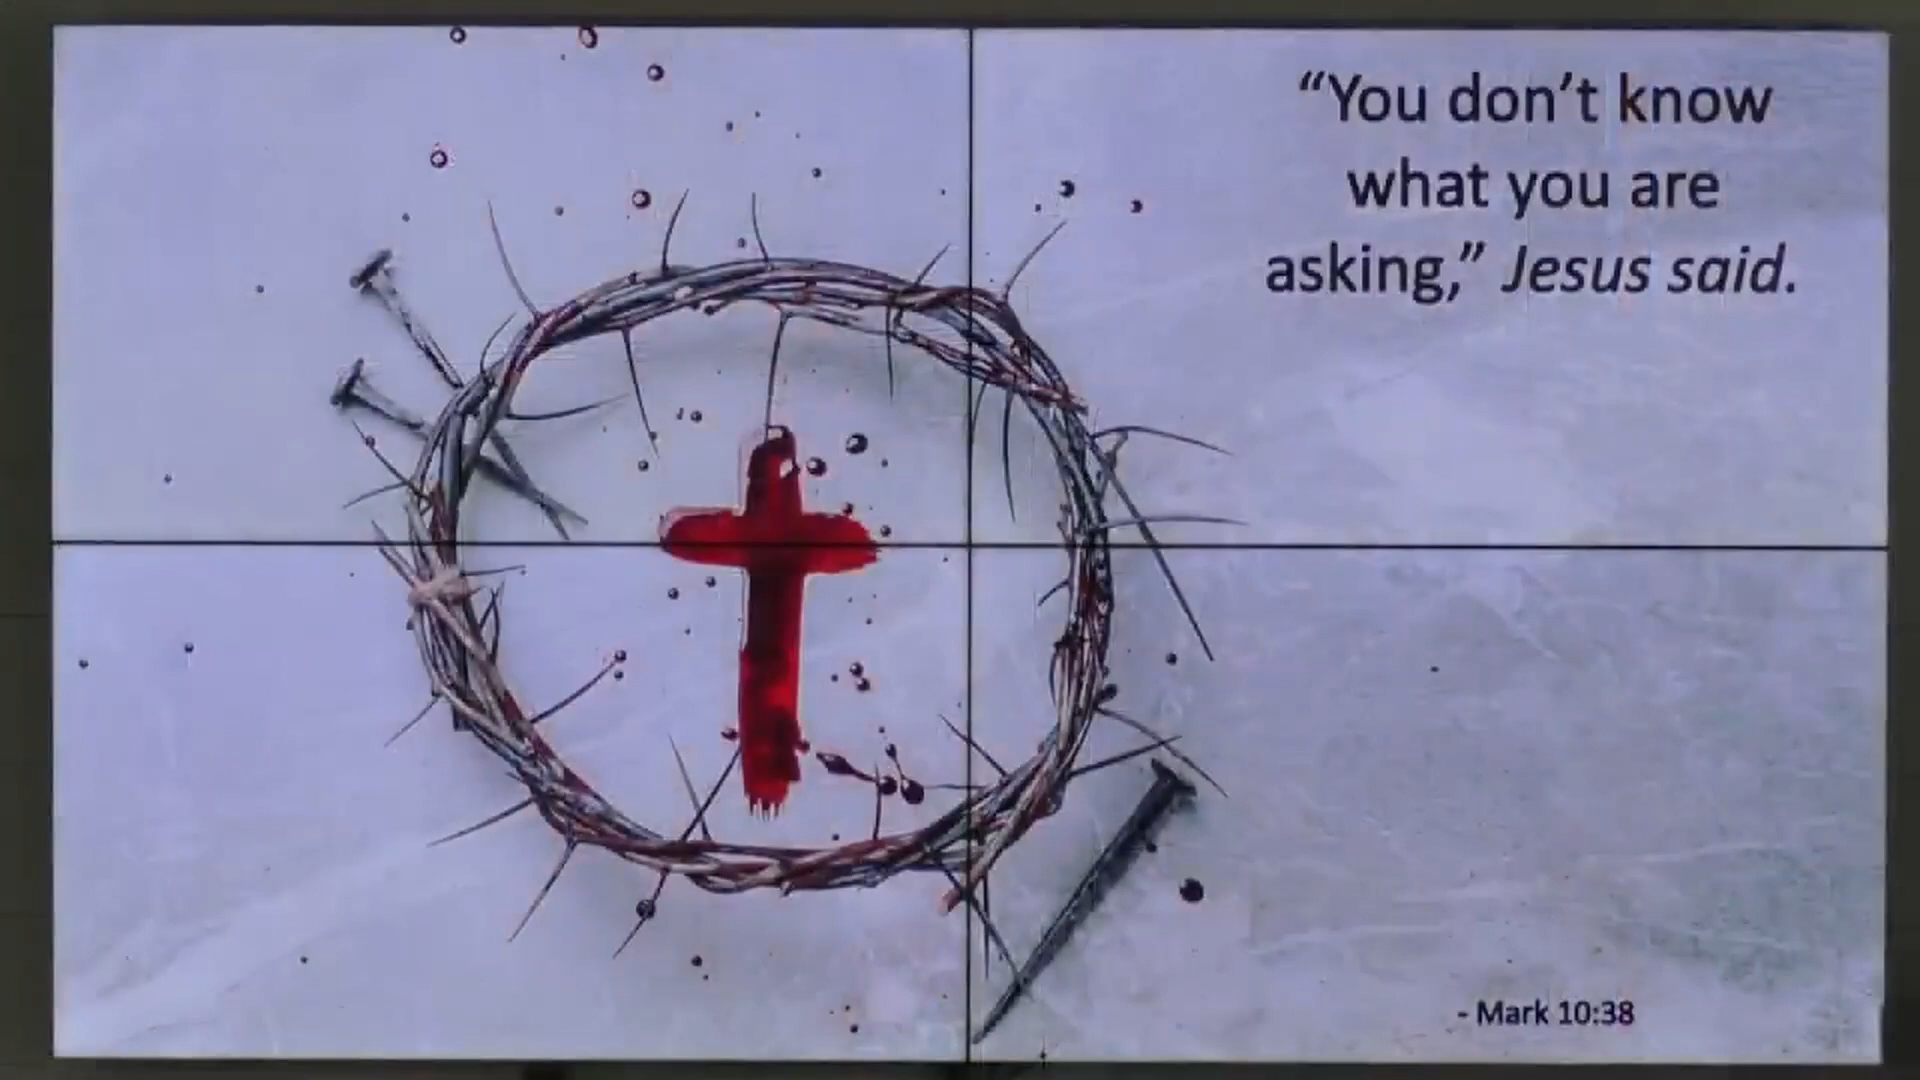 “You don’t know
what you are
asking,” Jesus said.
- Mark 10:38